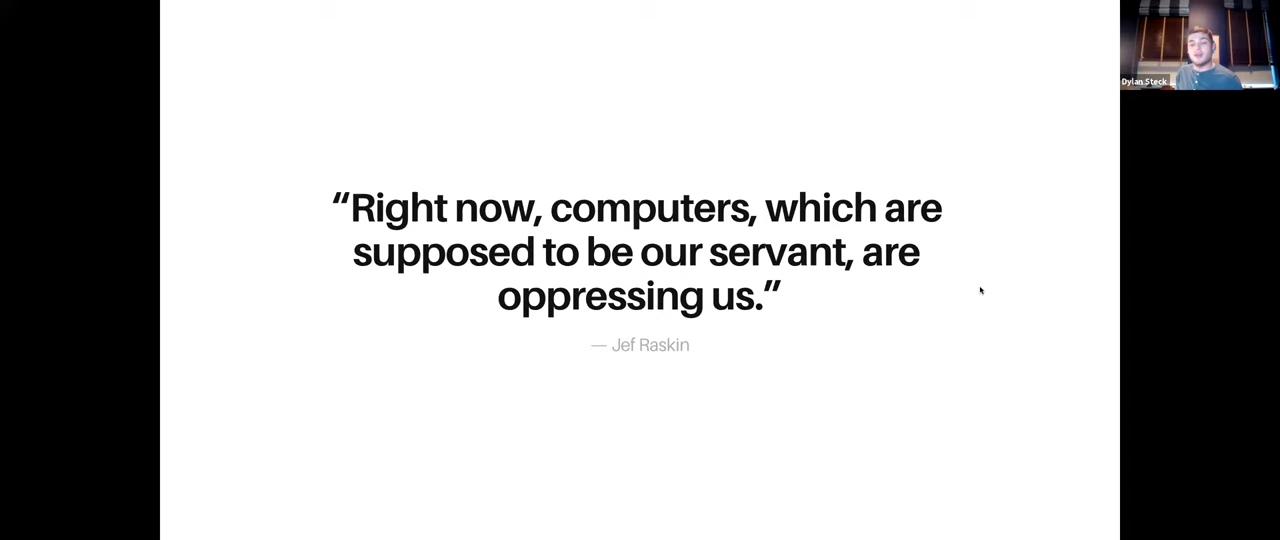 “Right now, computers, which are
supposed to be our servant, are
oppressing us.”
— Jef Raskin
Dylan Steck